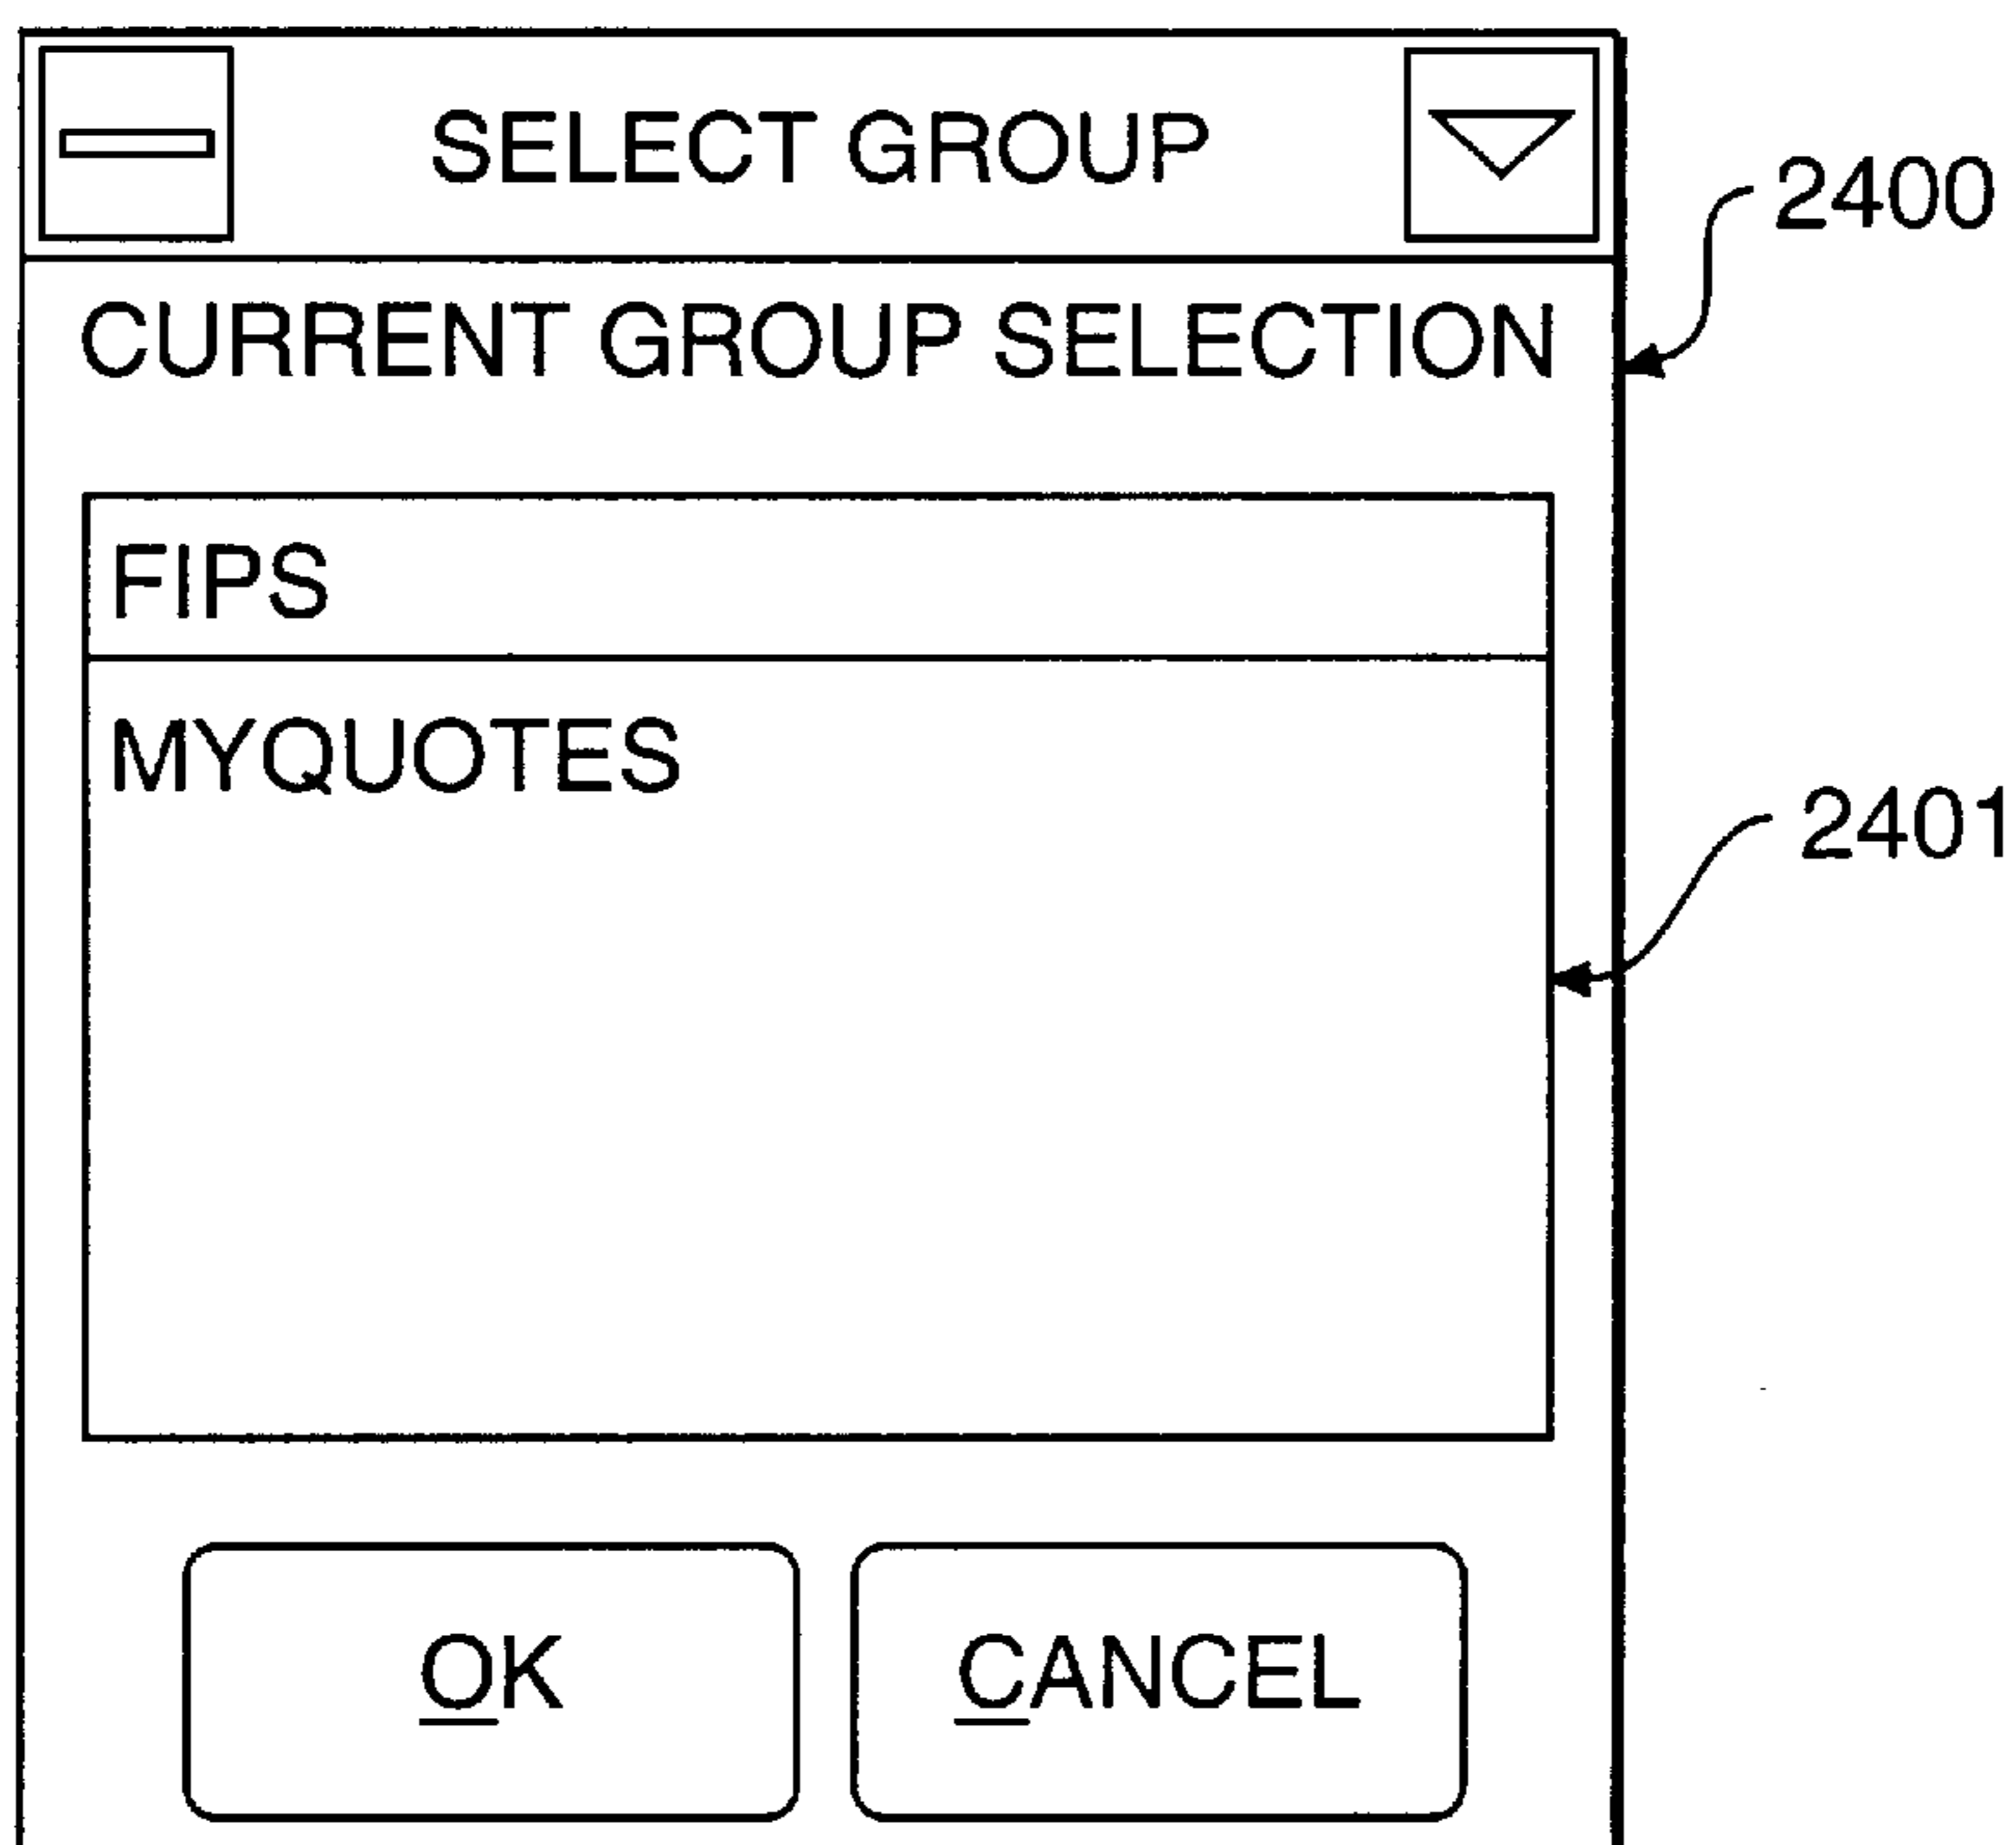 SELECT GROUP
2400
CURRENT GROUP SELECTION
FIPS
MYQUOTES
2401
OK
CANCEL